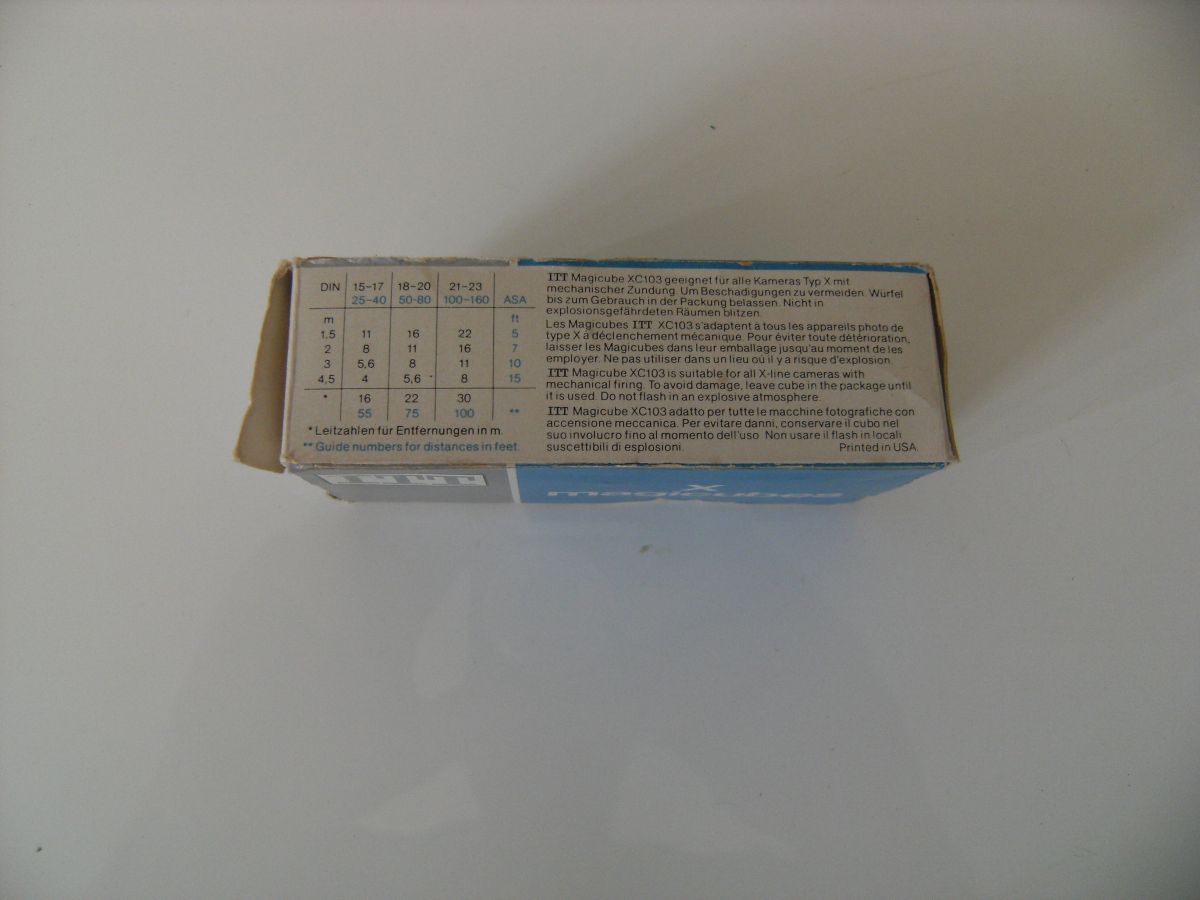 DIN 15-17 18-20 21-23
25-40 50-80 100-160 ASA
m ft
1,5 11 16 22 5
2 8 11 16 7
3 5,6 8 11 10
4,5 4 5,6 8 15
* 16 22 30
55 75 100 **
* Leitzahlen für Entfernungen in m.
** Guide numbers for distances in feet.
ITT Magicube XC103 geeignet für alle Kameras Typ X mit
mechanischer Zündung. Um Beschädigungen zu vermeiden: Würfel
bis zum Gebrauch in der Packung belassen. Nicht in
explosionsgefährdeten Räumen blitzen.
Les Magicubes ITT XC103 s'adaptent à tous les appareils photo de
type X à déclenchement mécanique. Pour éviter toute détérioration,
laisser les Magicubes dans leur emballage jusqu'au moment de les
employer. Ne pas utiliser dans un lieu où il y a risque d'explosion.
ITT Magicube XC103 is suitable for all X-line cameras with
mechanical firing. To avoid damage, leave cube in the package until
it is used. Do not flash in an explosive atmosphere.
ITT Magicube XC103 adatto per tutte le macchine fotografiche con
accensione meccanica. Per evitare danni, conservare il cubo nel
suo involucro fino al momento dell'uso. Non usare il flash in locali
suscettibili di esplosioni. Printed in USA.
X
magicubes